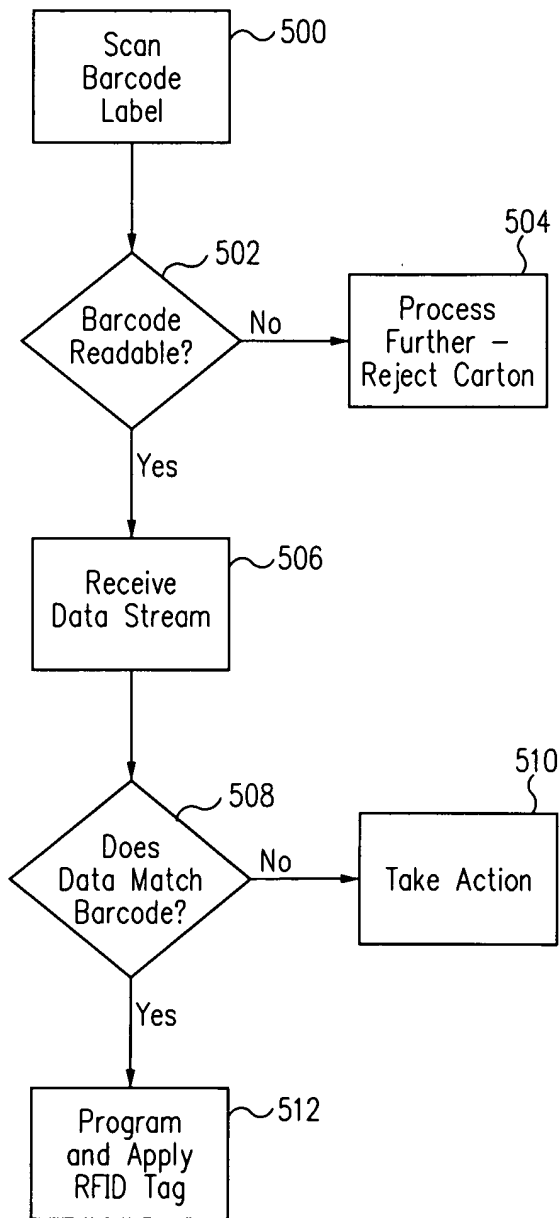 Scan
Barcode
Label
500
502
Barcode
Readable?
No
504
Process
Further –
Reject Carton
Yes
Receive
Data Stream
506
508
Does
Data Match
Barcode?
No
510
Take Action
Yes
Program
and Apply
RFID Tag
512